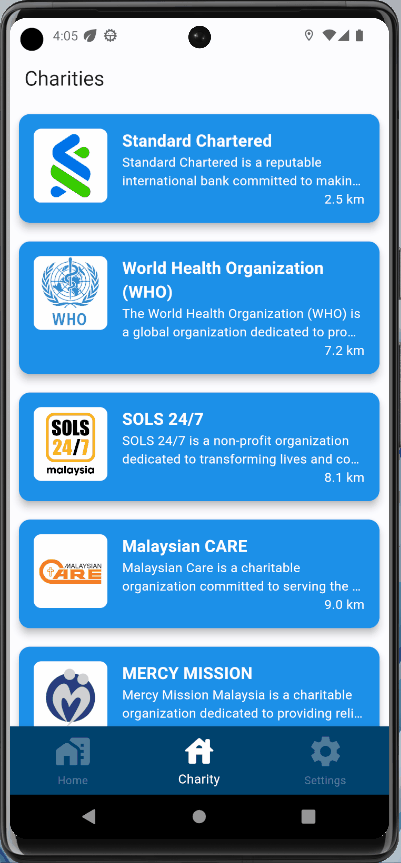 4:05
Charities
Standard Chartered
Standard Chartered is a reputable
international bank committed to makin...
2.5 km
WHO
World Health Organization
(WHO)
The World Health Organization (WHO) is
a global organization dedicated to pro...
7.2 km
SOLS
24/7
malaysia
SOLS 24/7
SOLS 24/7 is a non-profit organization
dedicated to transforming lives and co...
8.1 km
MALAYSIAN
CARE
Malaysian CARE
Malaysian Care is a charitable
organization committed to serving the ...
9.0 km
MERCY MISSION
Mercy Mission Malaysia is a charitable
organization dedicated to providing reli...
Home
Charity
Settings